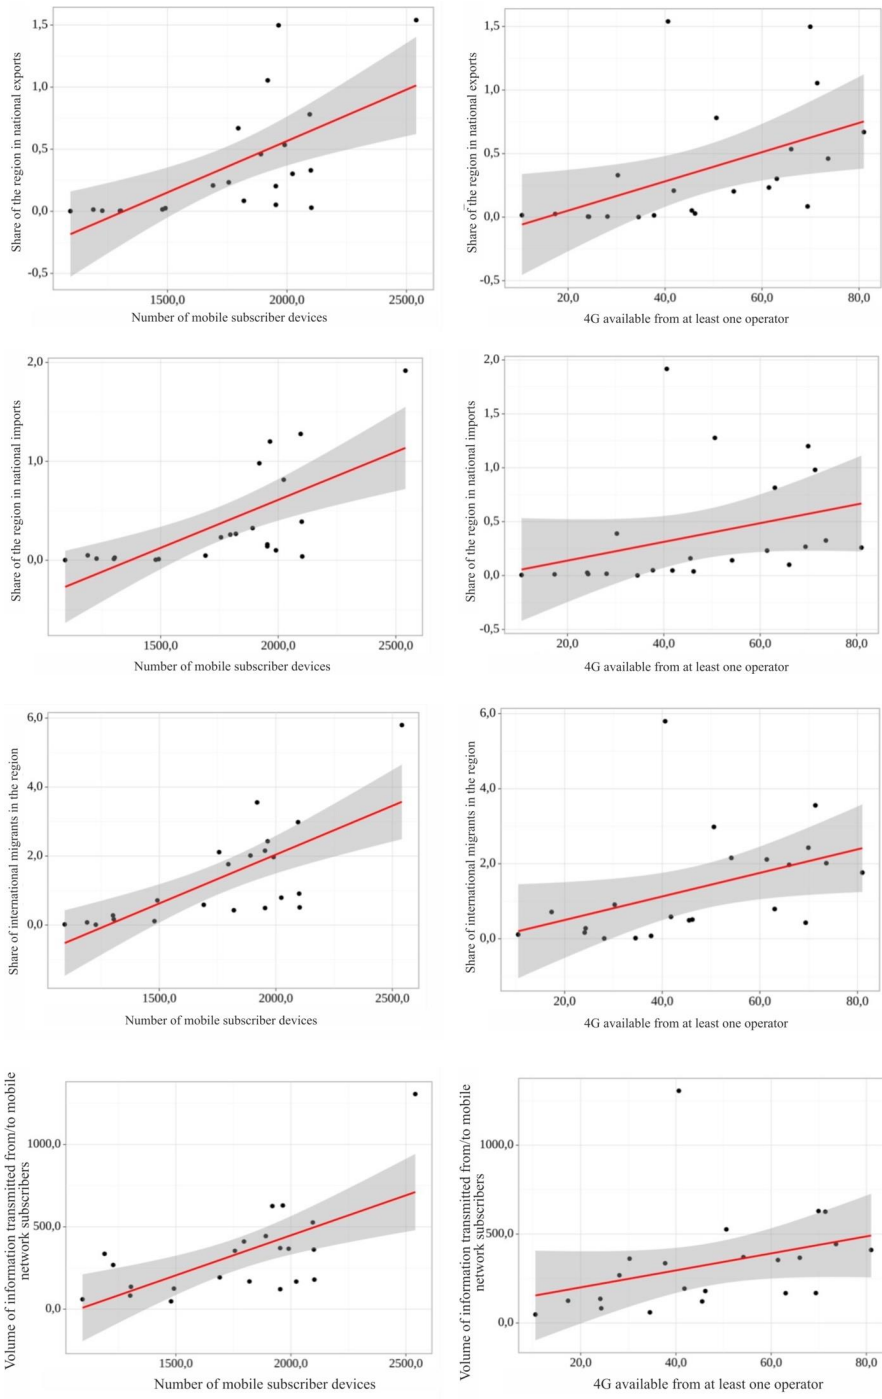 Share of the region in national exports
1,5
1,0
0,5
0,0
-0,5
1500,0 2000,0 2500,0
Number of mobile subscriber devices
Share of the region in national exports
1,5
1,0
0,5
0,0
-0,5
20,0 40,0 60,0 80,0
4G available from at least one operator
Share of the region in national imports
2,0
1,0
0,0
1500,0 2000,0 2500,0
Number of mobile subscriber devices
Share of the region in national imports
2,0
1,5
1,0
0,5
0,0
-0,5
20,0 40,0 60,0 80,0
4G available from at least one operator
Share of international migrants in the region
6,0
4,0
2,0
0,0
1500,0 2000,0 2500,0
Number of mobile subscriber devices
Share of international migrants in the region
6,0
4,0
2,0
0,0
20,0 40,0 60,0 80,0
4G available from at least one operator
Volume of information transmitted from/to mobile
network subscribers
1000,0
500,0
0,0
1500,0 2000,0 2500,0
Number of mobile subscriber devices
Volume of information transmitted from/to mobile
network subscribers
1000,0
500,0
0,0
20,0 40,0 60,0 80,0
4G available from at least one operator